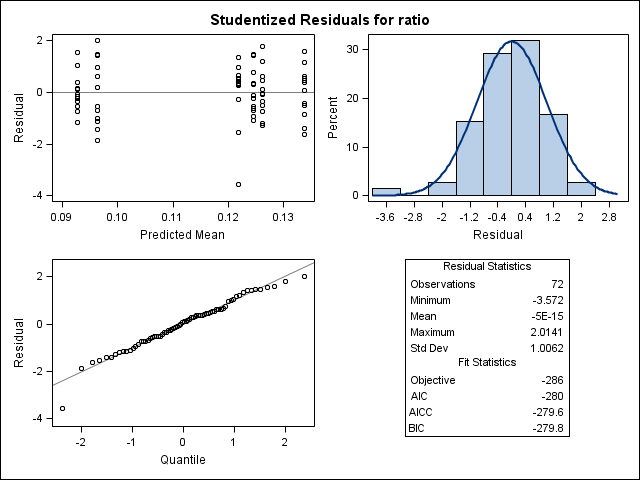 Studentized Residuals for ratio
2
0
-2
-4
Residual
0.09 0.10 0.11 0.12 0.13
Predicted Mean
30
20
10
0
Percent
-3.6 -2.8 -2 -1.2 -0.4 0.4 1.2 2 2.8
Residual
2
0
-2
-4
Residual
-2 -1 0 1 2
Quantile
Residual Statistics
Observations 72
Minimum -3.572
Mean -5E-15
Maximum 2.0141
Std Dev 1.0062
Fit Statistics
Objective -286
AIC -280
AICC -279.6
BIC -279.8